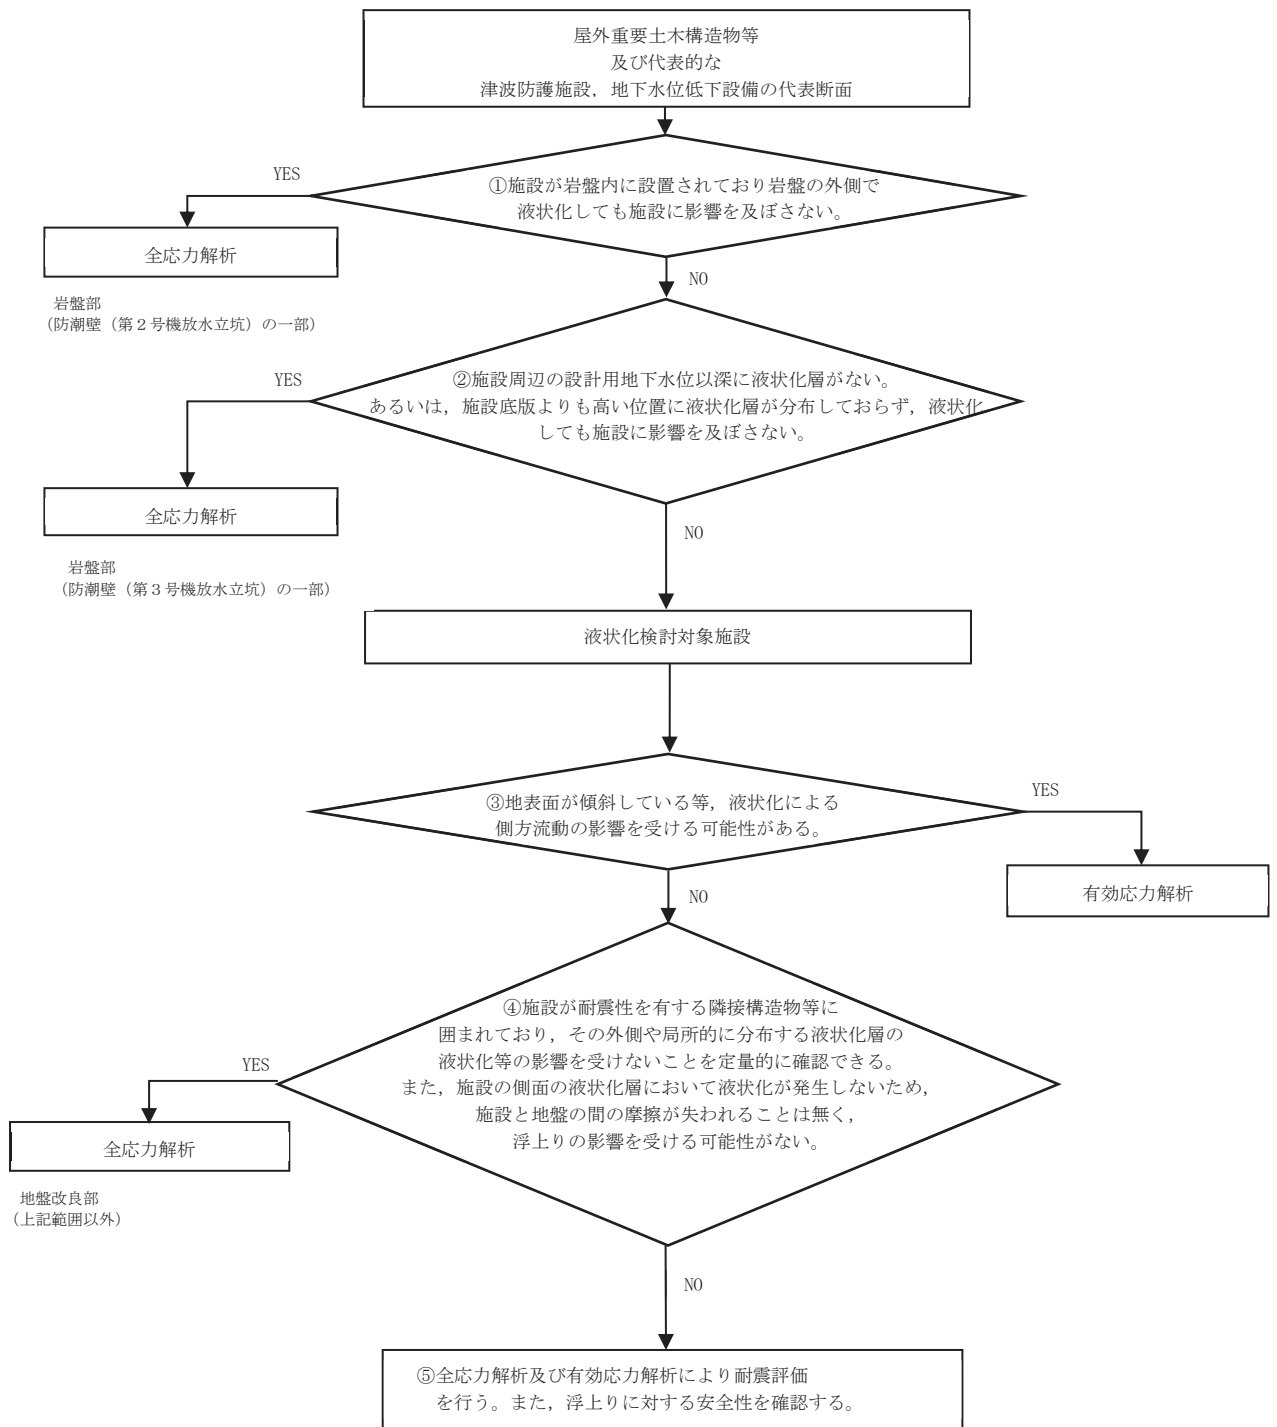 屋外重要土木構造物等
及び代表的な
津波防護施設，地下水位低下設備の代表断面
YES
①施設が岩盤内に設置されており岩盤の外側で
液状化しても施設に影響を及ぼさない。
全応力解析
NO
岩盤部
（防潮壁（第２号機放水立坑）の一部）
YES
②施設周辺の設計用地下水位以深に液状化層がない。
あるいは，施設底版よりも高い位置に液状化層が分布しておらず，液状化
しても施設に影響を及ぼさない。
全応力解析
NO
岩盤部
（防潮壁（第３号機放水立坑）の一部）
液状化検討対象施設
YES
③地表面が傾斜している等，液状化による
側方流動の影響を受ける可能性がある。
有効応力解析
NO
④施設が耐震性を有する隣接構造物等に
囲まれており，その外側や局所的に分布する液状化層の
液状化等の影響を受けないことを定量的に確認できる。
また，施設の側面の液状化層において液状化が発生しないため，
施設と地盤の間の摩擦が失われることは無く，
浮上りの影響を受ける可能性がない。
YES
全応力解析
地盤改良部
（上記範囲以外）
NO
⑤全応力解析及び有効応力解析により耐震評価
を行う。また，浮上りに対する安全性を確認する。